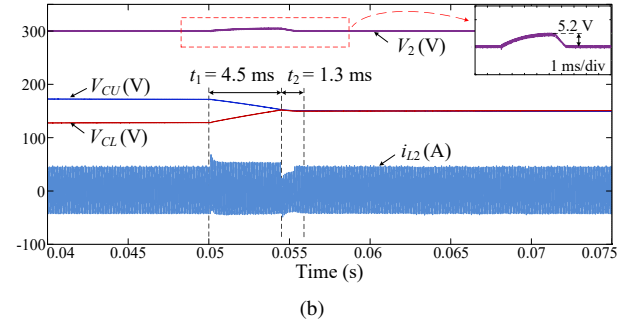 (b)
400
300
200
100
0
-100
5.2 V
1 ms/div
V2 (V)
t1 = 4.5 ms
t2 = 1.3 ms
VCU (V)
VCL (V)
iL2 (A)
0.04
0.045
0.05
0.055
0.06
0.065
0.07
0.075
Time (s)
(b)